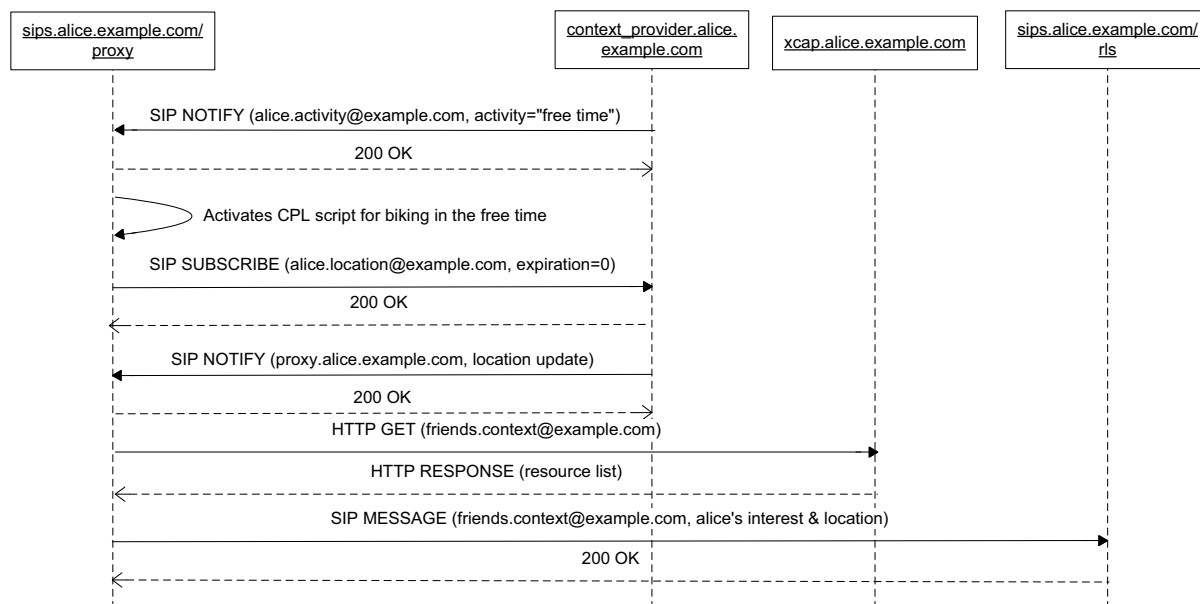 sips.alice.example.com/
proxy
context_provider.alice.
example.com
xcap.alice.example.com
sips.alice.example.com/
rls
SIP NOTIFY (alice.activity@example.com, activity="free time")
200 OK
Activates CPL script for biking in the free time
SIP SUBSCRIBE (alice.location@example.com, expiration=0)
200 OK
SIP NOTIFY (proxy.alice.example.com, location update)
200 OK
HTTP GET (friends.context@example.com)
HTTP RESPONSE (resource list)
SIP MESSAGE (friends.context@example.com, alice's interest & location)
200 OK